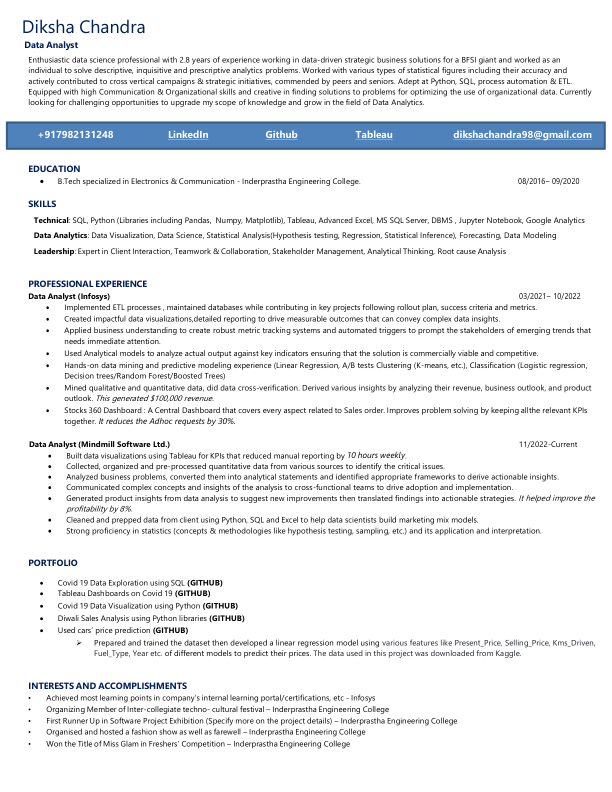 Diksha Chandra
Data Analyst
Enthusiastic data science professional with 2.8 years of experience working in data-driven strategic business solutions for a BFSI giant and worked as an
individual to solve descriptive, inquisitive and prescriptive analytics problems. Worked with various types of statistical figures including their accuracy and
actively contributed to cross vertical campaigns & strategic initiatives, commended by peers and seniors. Adept at Python, SQL, process automation & ETL.
Equipped with high Communication & Organizational skills and creative in finding solutions to problems for optimizing the use of organizational data. Currently
looking for challenging opportunities to upgrade my scope of knowledge and grow in the field of Data Analytics.
+917982131248 LinkedIn Github Tableau dikshachandra98@gmail.com
EDUCATION
• B.Tech specialized in Electronics & Communication - Inderprastha Engineering College. 08/2016– 09/2020
SKILLS
Technical: SQL, Python (Libraries including Pandas, Numpy, Matplotlib), Tableau, Advanced Excel, MS SQL Server, DBMS , Jupyter Notebook, Google Analytics
Data Analytics: Data Visualization, Data Science, Statistical Analysis(Hypothesis testing, Regression, Statistical Inference), Forecasting, Data Modeling
Leadership: Expert in Client Interaction, Teamwork & Collaboration, Stakeholder Management, Analytical Thinking, Root cause Analysis
PROFESSIONAL EXPERIENCE
Data Analyst (Infosys) 03/2021– 10/2022
• Implemented ETL processes , maintained databases while contributing in key projects following rollout plan, success criteria and metrics.
• Created impactful data visualizations,detailed reporting to drive measurable outcomes that can convey complex data insights.
• Applied business understanding to create robust metric tracking systems and automated triggers to prompt the stakeholders of emerging trends that
needs immediate attention.
• Used Analytical models to analyze actual output against key indicators ensuring that the solution is commercially viable and competitive.
• Hands-on data mining and predictive modeling experience (Linear Regression, A/B tests Clustering (K-means, etc.), Classification (Logistic regression,
Decision trees/Random Forest/Boosted Trees)
• Mined qualitative and quantitative data, did data cross-verification. Derived various insights by analyzing their revenue, business outlook, and product
outlook. This generated $100,000 revenue.
• Stocks 360 Dashboard : A Central Dashboard that covers every aspect related to Sales order. Improves problem solving by keeping all the relevant KPIs
together. It reduces the Adhoc requests by 30%.
Data Analyst (Mindmill Software Ltd.) 11/2022-Current
• Built data visualizations using Tableau for KPIs that reduced manual reporting by 10 hours weekly.
• Collected, organized and pre-processed quantitative data from various sources to identify the critical issues.
• Analyzed business problems, converted them into analytical statements and identified appropriate frameworks to derive actionable insights.
• Communicated complex concepts and insights of the analysis to cross-functional teams to drive adoption and implementation.
• Generated product insights from data analysis to suggest new improvements then translated findings into actionable strategies. It helped improve the
profitability by 8%.
• Cleaned and prepped data from client using Python, SQL and Excel to help data scientists build marketing mix models.
• Strong proficiency in statistics (concepts & methodologies like hypothesis testing, sampling, etc.) and its application and interpretation.
PORTFOLIO
• Covid 19 Data Exploration using SQL (GITHUB)
• Tableau Dashboards on Covid 19 (GITHUB)
• Covid 19 Data Visualization using Python (GITHUB)
• Diwali Sales Analysis using Python libraries (GITHUB)
• Used cars’ price prediction (GITHUB)
➢ Prepared and trained the dataset then developed a linear regression model using various features like Present_Price, Selling_Price, Kms_Driven,
Fuel_Type, Year etc. of different models to predict their prices. The data used in this project was downloaded from Kaggle.
INTERESTS AND ACCOMPLISHMENTS
• Achieved most learning points in company’s internal learning portal/certifications, etc - Infosys
• Organizing Member of Inter-collegiate techno- cultural festival – Inderprastha Engineering College
• First Runner Up in Software Project Exhibition (Specify more on the project details) – Inderprastha Engineering College
• Organised and hosted a fashion show as well as farewell – Inderprastha Engineering College
• Won the Title of Miss Glam in Freshers’ Competition – Inderprastha Engineering College